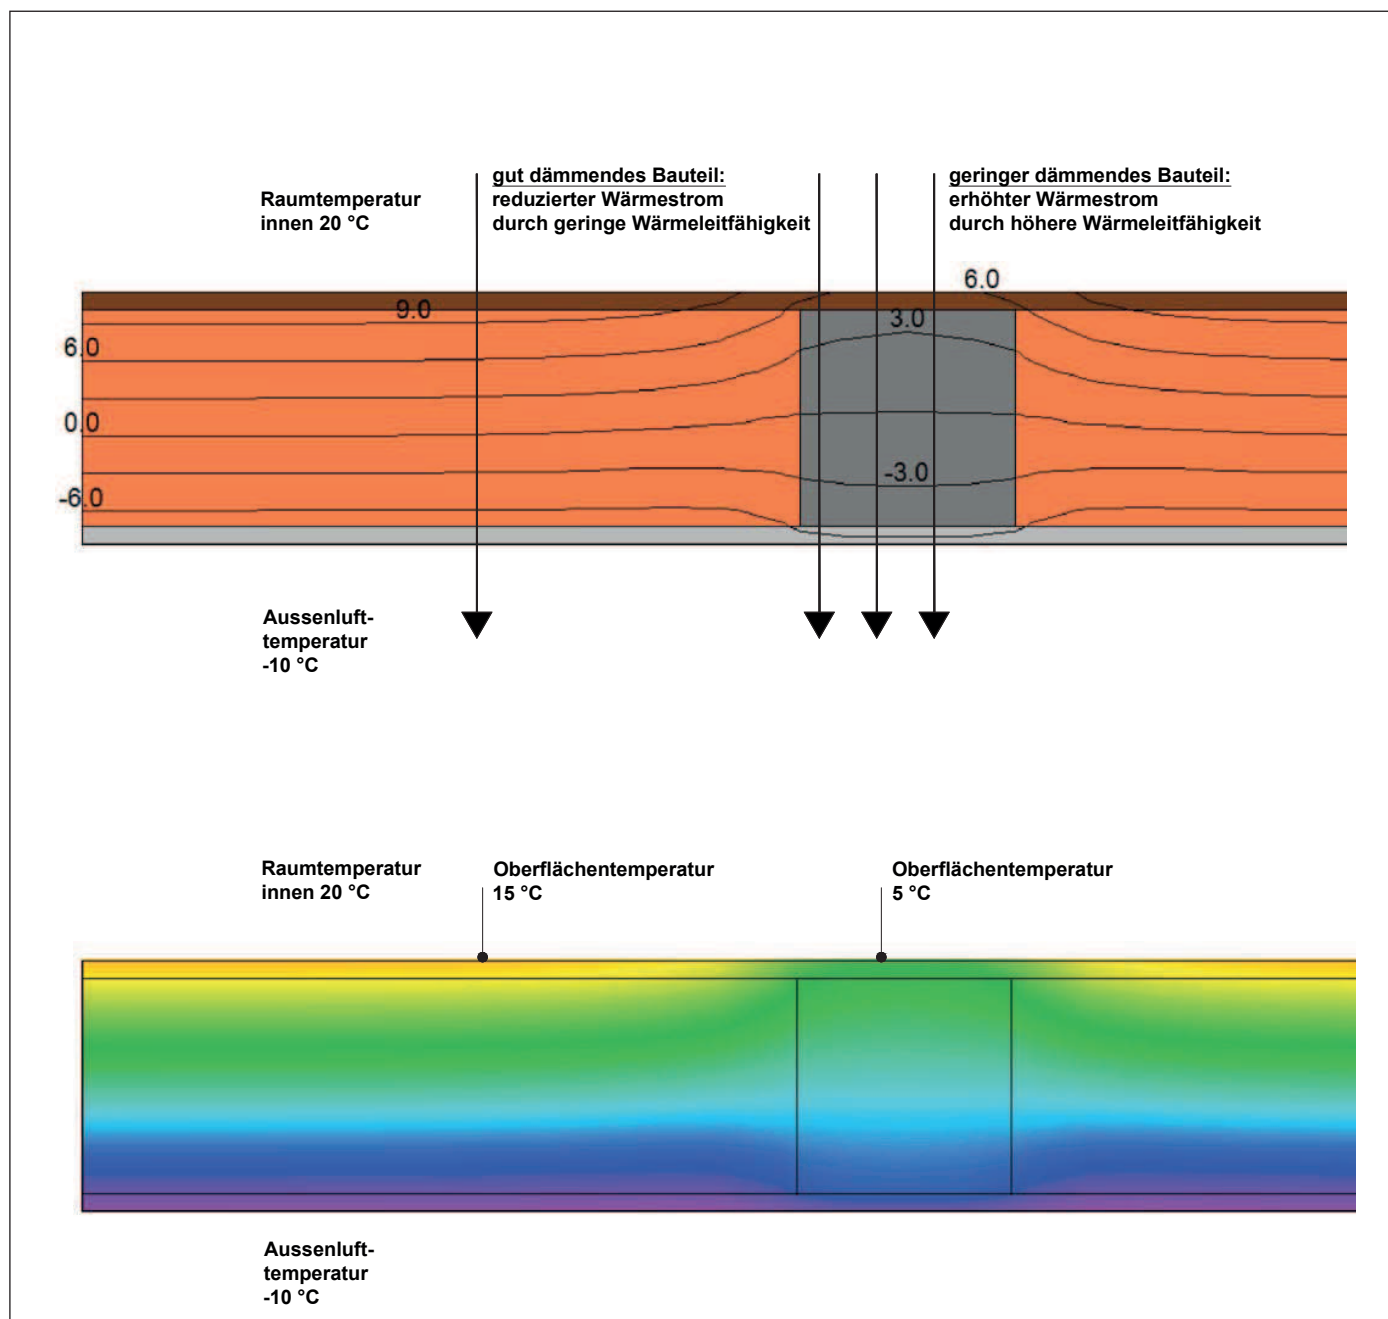 Raumtemperatur
innen 20 °C
gut dämmendes Bauteil:
reduzierter Wärmestrom
durch geringe Wärmeleitfähigkeit
geringer dämmendes Bauteil:
erhöhter Wärmestrom
durch höhere Wärmeleitfähigkeit
6.0
9.0
3.0
6.0
0.0
-3.0
-6.0
Aussenluft-
temperatur
-10 °C
Raumtemperatur
innen 20 °C
Oberflächentemperatur
15 °C
Oberflächentemperatur
5 °C
Aussenluft-
temperatur
-10 °C